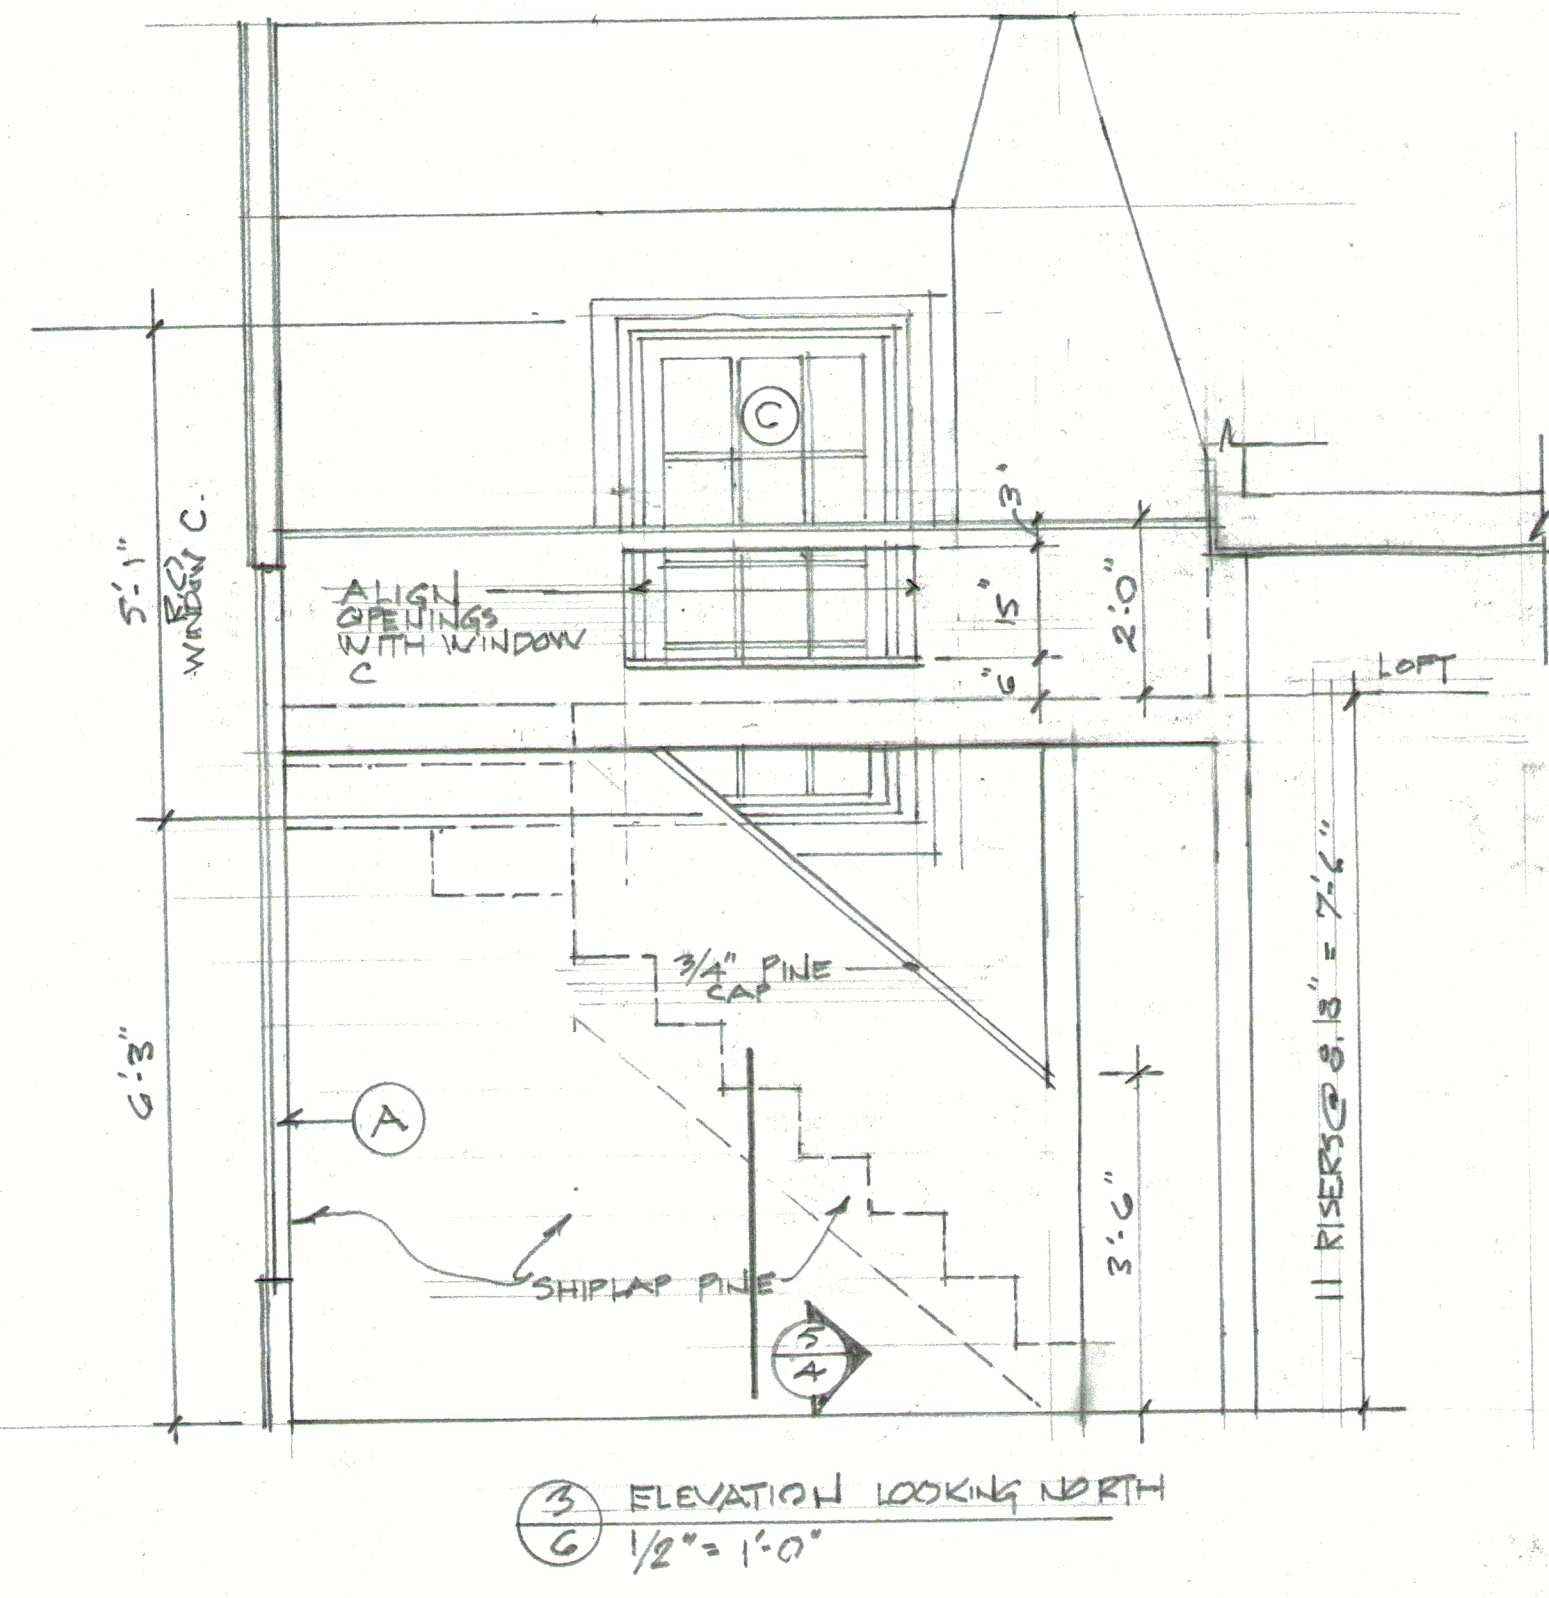 C
3"
5'-1"
R.O.
WINDOW C.
ALIGN
OPENINGS
WITH WINDOW
C
15"
2'-0"
6"
LOFT
3/4" PINE
CAP
11 RISERS @ 8.18" = 7'-6"
6'-3"
A
3'-6"
SHIPLAP PINE
5
4
3
6
ELEVATION LOOKING NORTH
1/2" = 1'-0"